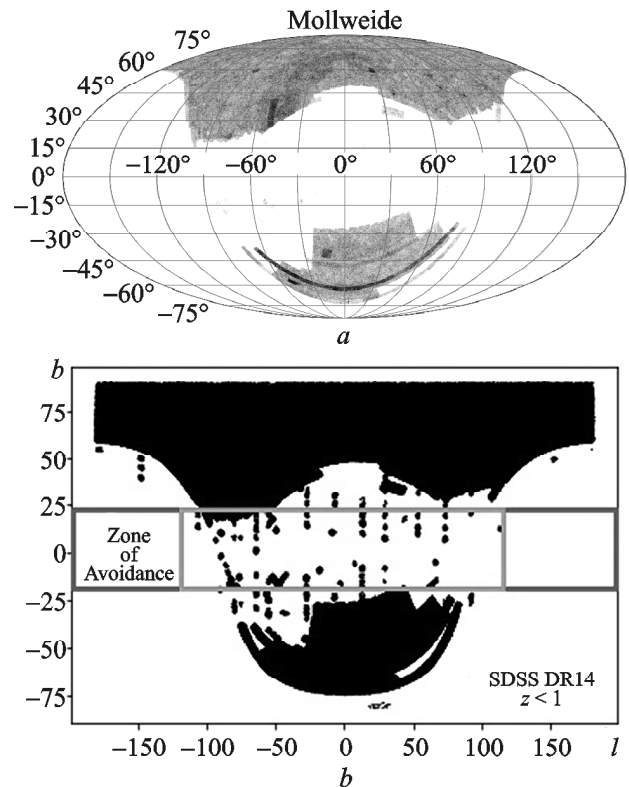 Mollweide
75°
60°
45°
30°
15°
0°
−15°
−30°
−45°
−60°
−75°
−120° −60° 0° 60° 120°
a
b
75
50
25
0
−25
−50
−75
Zone
of
Avoidance
SDSS DR14
z < 1
−150 −100 −50 0 50 100 150 l
b